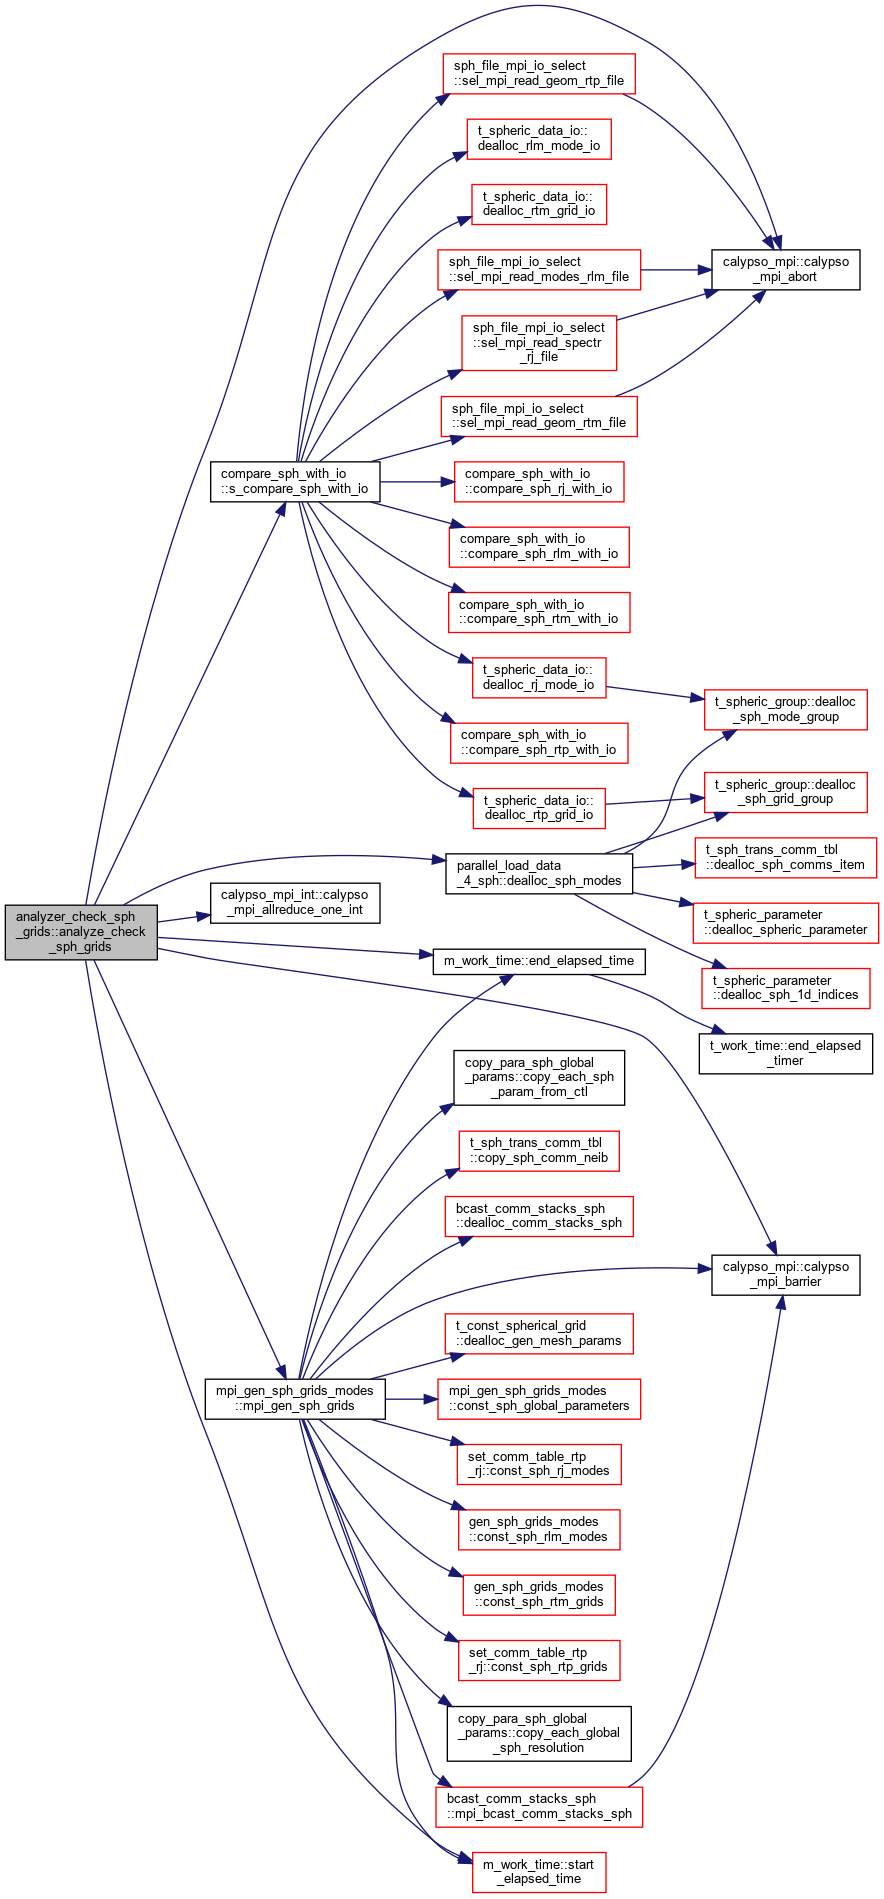 sph_file_mpi_io_select
::sel_mpi_read_geom_rtp_file
t_spheric_data_io::
dealloc_rlm_mode_io
t_spheric_data_io::
dealloc_rtm_grid_io
sph_file_mpi_io_select
::sel_mpi_read_modes_rlm_file
calypso_mpi::calypso
_mpi_abort
sph_file_mpi_io_select
::sel_mpi_read_spectr
_rj_file
sph_file_mpi_io_select
::sel_mpi_read_geom_rtm_file
compare_sph_with_io
::s_compare_sph_with_io
compare_sph_with_io
::compare_sph_rj_with_io
compare_sph_with_io
::compare_sph_rlm_with_io
compare_sph_with_io
::compare_sph_rtm_with_io
t_spheric_data_io::
dealloc_rj_mode_io
t_spheric_group::dealloc
_sph_mode_group
compare_sph_with_io
::compare_sph_rtp_with_io
t_spheric_data_io::
dealloc_rtp_grid_io
t_spheric_group::dealloc
_sph_grid_group
parallel_load_data
_4_sph::dealloc_sph_modes
t_sph_trans_comm_tbl
::dealloc_sph_comms_item
calypso_mpi_int::calypso
_mpi_allreduce_one_int
t_spheric_parameter
::dealloc_spheric_parameter
analyzer_check_sph
_grids::analyze_check
_sph_grids
m_work_time::end_elapsed_time
t_spheric_parameter
::dealloc_sph_1d_indices
t_work_time::end_elapsed
_timer
copy_para_sph_global
_params::copy_each_sph
_param_from_ctl
t_sph_trans_comm_tbl
::copy_sph_comm_neib
bcast_comm_stacks_sph
::dealloc_comm_stacks_sph
calypso_mpi::calypso
_mpi_barrier
t_const_spherical_grid
::dealloc_gen_mesh_params
mpi_gen_sph_grids_modes
::mpi_gen_sph_grids
mpi_gen_sph_grids_modes
::const_sph_global_parameters
set_comm_table_rtp
_rj::const_sph_rj_modes
gen_sph_grids_modes
::const_sph_rlm_modes
gen_sph_grids_modes
::const_sph_rtm_grids
set_comm_table_rtp
_rj::const_sph_rtp_grids
copy_para_sph_global
_params::copy_each_global
_sph_resolution
bcast_comm_stacks_sph
::mpi_bcast_comm_stacks_sph
m_work_time::start
_elapsed_time